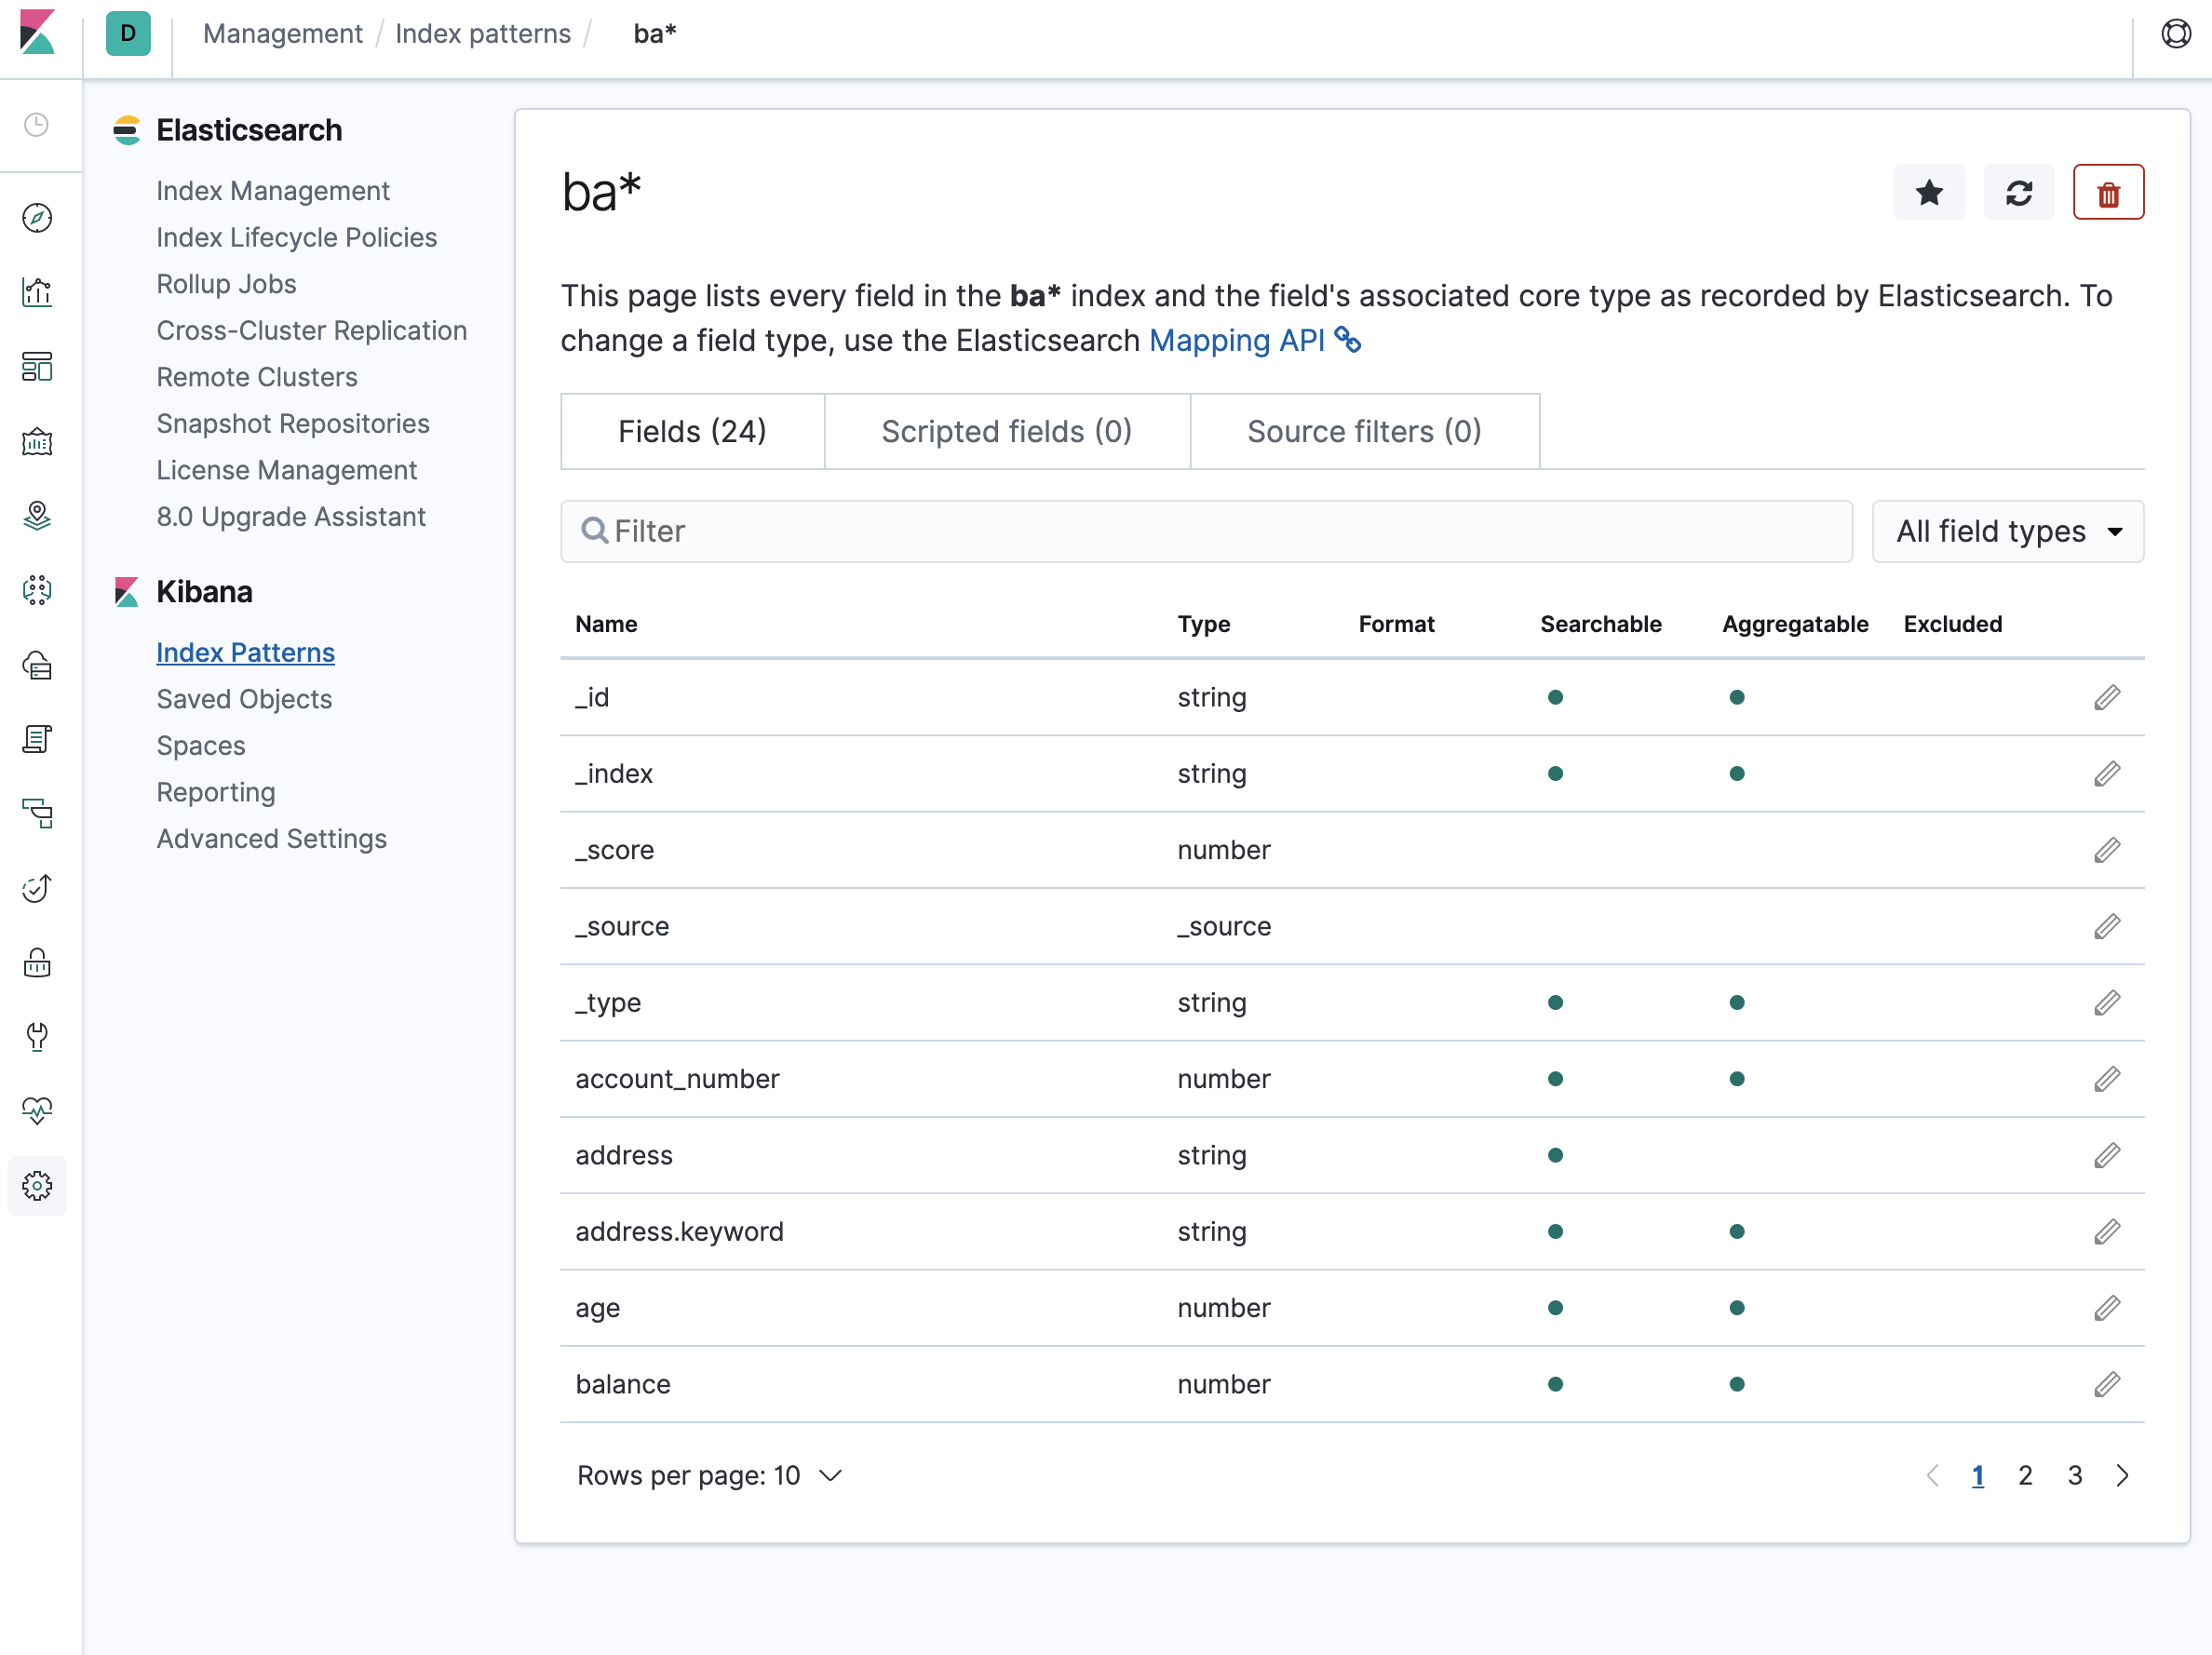 D
Management / Index patterns / ba*
Elasticsearch
Index Management
Index Lifecycle Policies
Rollup Jobs
Cross-Cluster Replication
Remote Clusters
Snapshot Repositories
License Management
8.0 Upgrade Assistant
Kibana
Index Patterns
Saved Objects
Spaces
Reporting
Advanced Settings
ba*
This page lists every field in the ba* index and the field's associated core type as recorded by Elasticsearch. To
change a field type, use the Elasticsearch Mapping API
Fields (24) Scripted fields (0) Source filters (0)
Filter All field types
Name Type Format Searchable Aggregatable Excluded
_id string
_index string
_score number
_source _source
_type string
account_number number
address string
address.keyword string
age number
balance number
Rows per page: 10 1 2 3